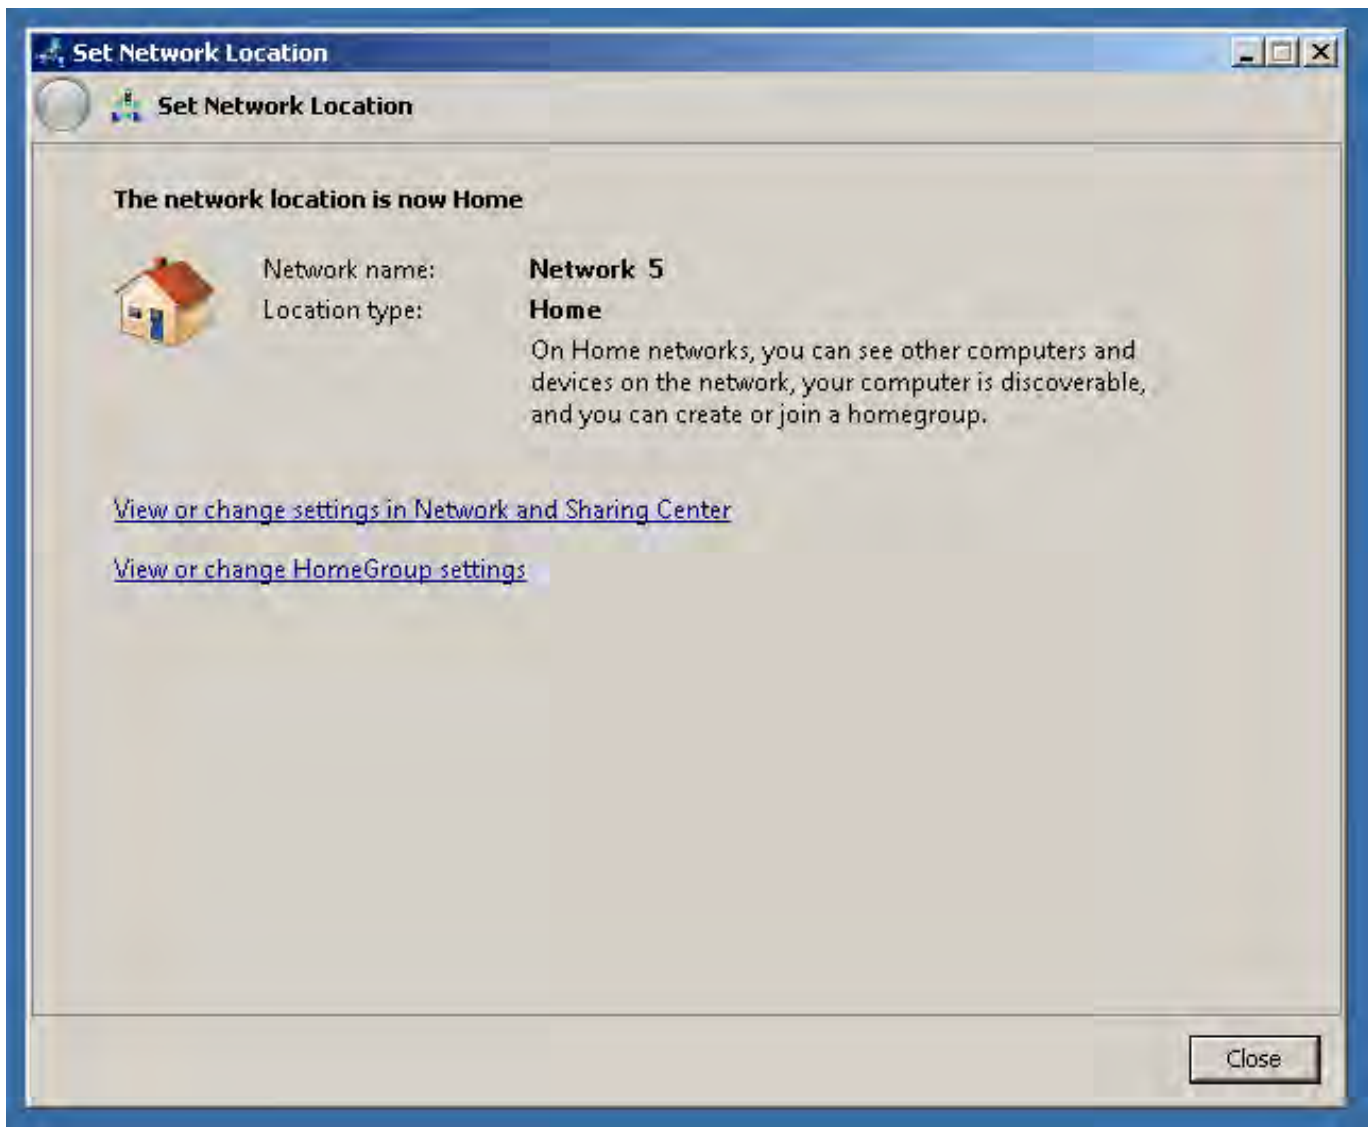 Set Network Location
Set Network Location
The network location is now Home
Network name: Network 5
Location type: Home
On Home networks, you can see other computers and
devices on the network, your computer is discoverable,
and you can create or join a homegroup.
View or change settings in Network and Sharing Center
View or change HomeGroup settings
Close